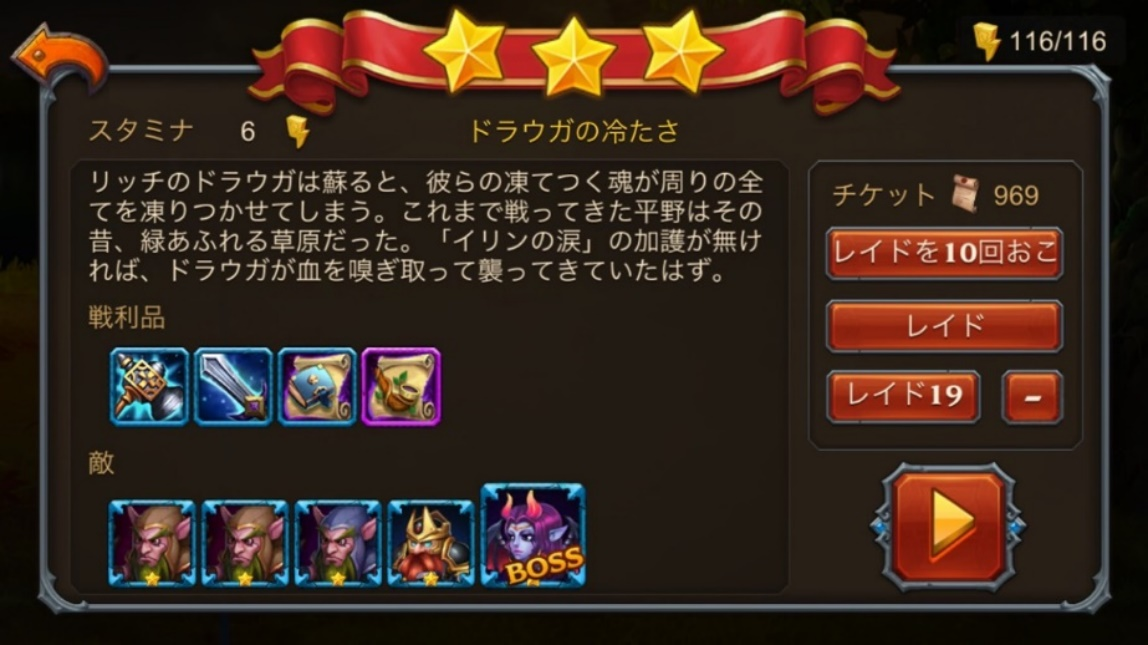 116/116
スタミナ 6 ドラウガの冷たさ
リッチのドラウガは蘇ると、彼らの凍てつく魂が周りの全
てを凍りつかせてしまう。これまで戦ってきた平野はその
昔、緑あふれる草原だった。「イリンの涙」の加護が無け
れば、ドラウガが血を嗅ぎ取って襲ってきていたはず。
戦利品
敵
BOSS
チケット 969
レイドを10回おこ
レイド
レイド19 -